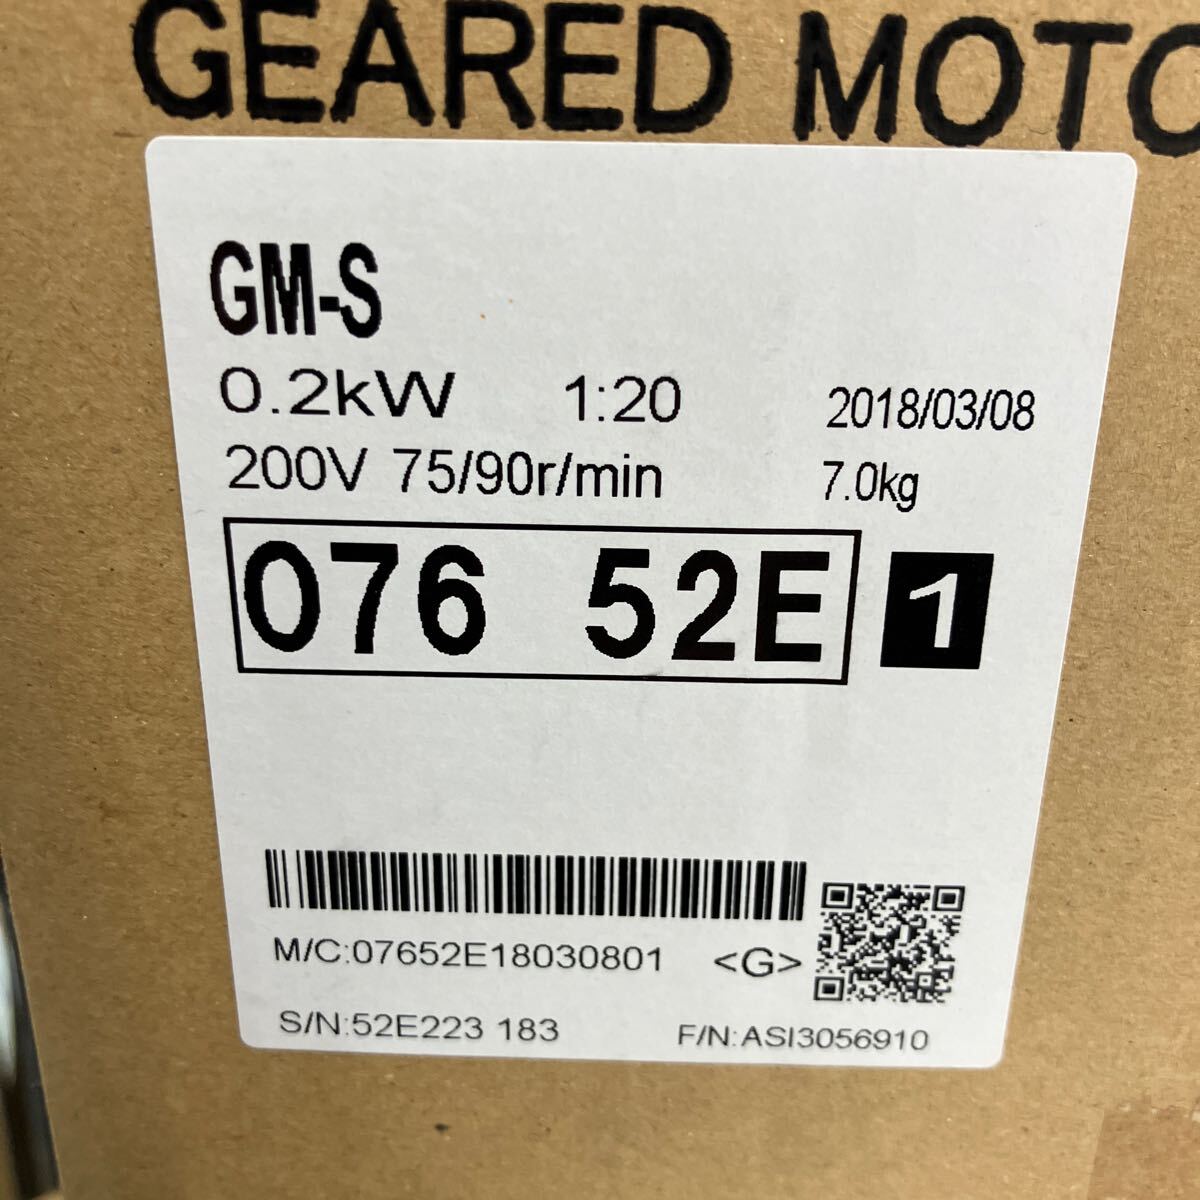 GEARED MOTO
GM-S
0.2kW 1:20 2018/03/08
200V 75/90r/min 7.0kg
076 52E 1
M/C:07652E18030801 <G>
S/N:52E223 183 F/N:ASI3056910